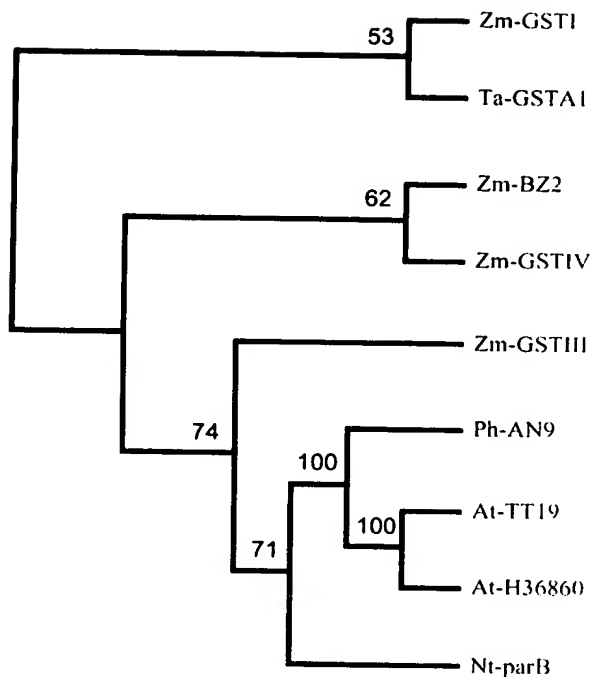 53
Zm-GSTI
Ta-GSTA1
62
Zm-BZ2
Zm-GSTIV
Zm-GSTIII
74
100
Ph-AN9
100
At-TT19
71
At-H36860
Nt-parB